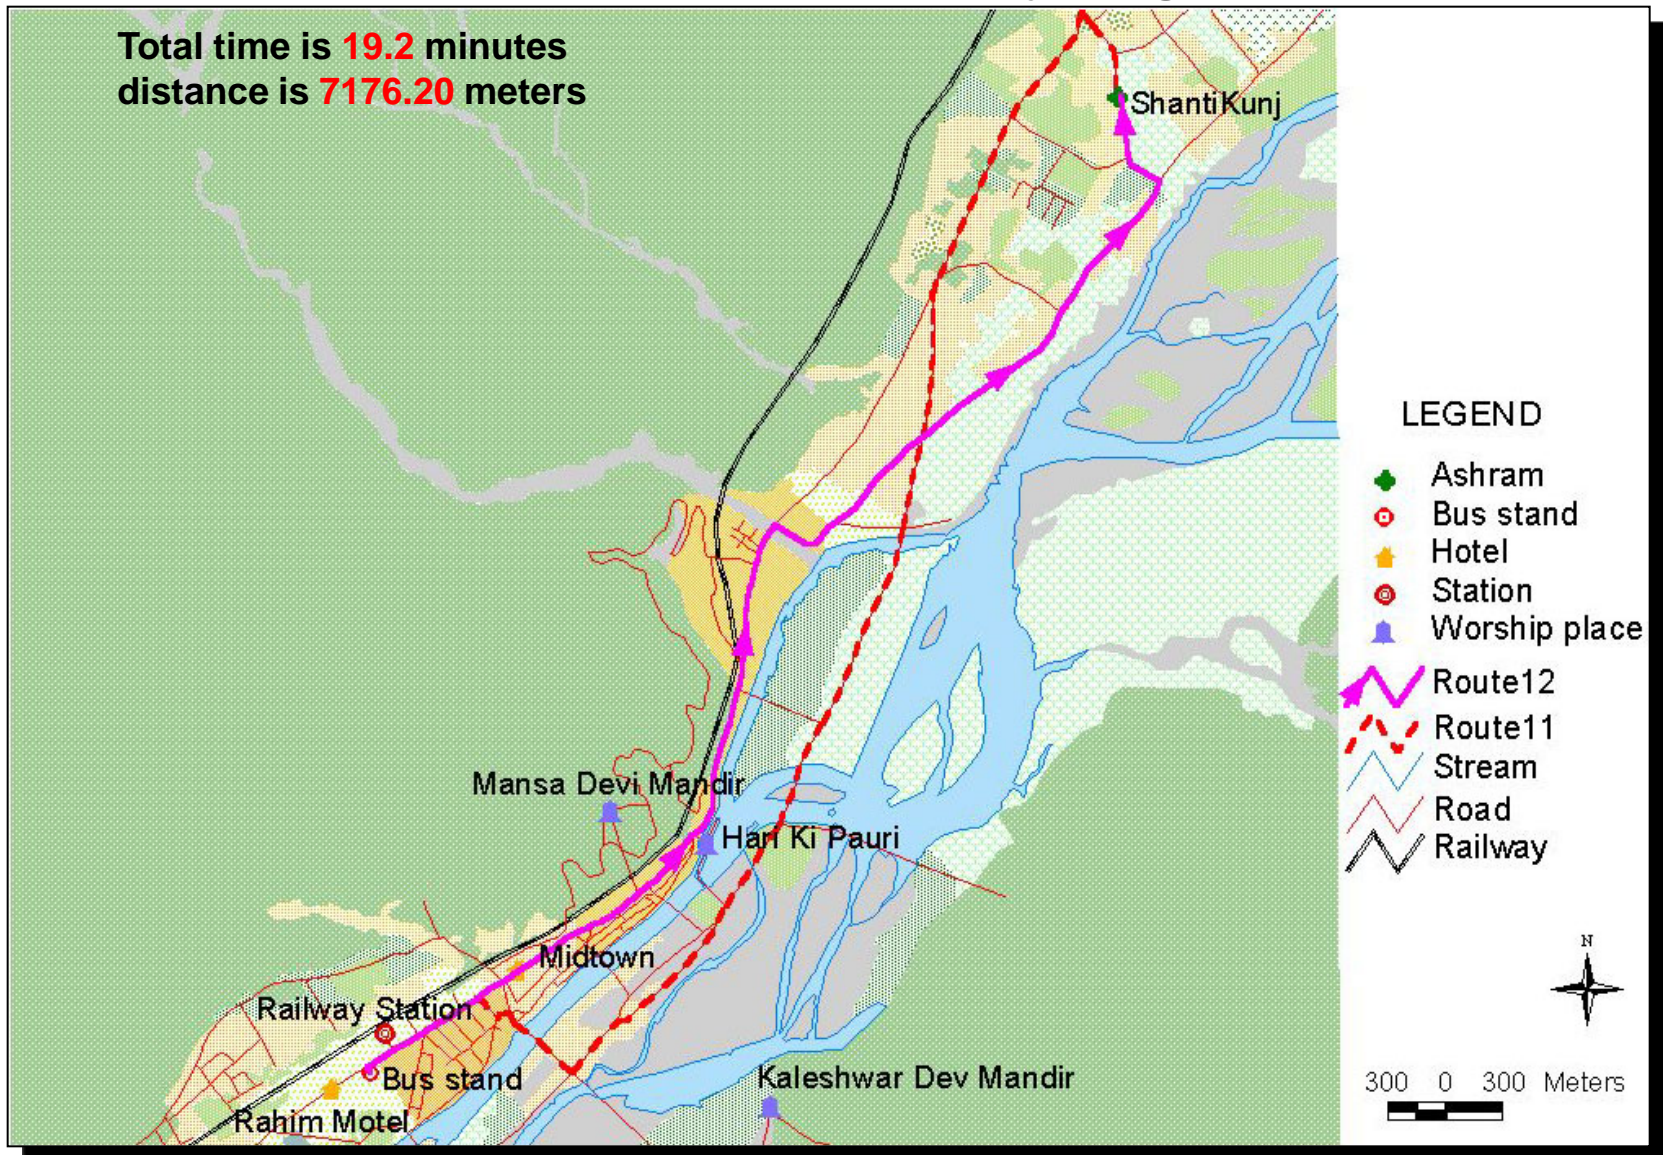 Total time is 19.2 minutes
distance is 7176.20 meters
ShantiKunj
Mansa Devi Mandir
Hari Ki Pauri
Midtown
Railway Station
Bus stand
Rahim Motel
Kaleshwar Dev Mandir
LEGEND
Ashram
Bus stand
Hotel
Station
Worship place
Route12
Route11
Stream
Road
Railway
N
300 0 300 Meters